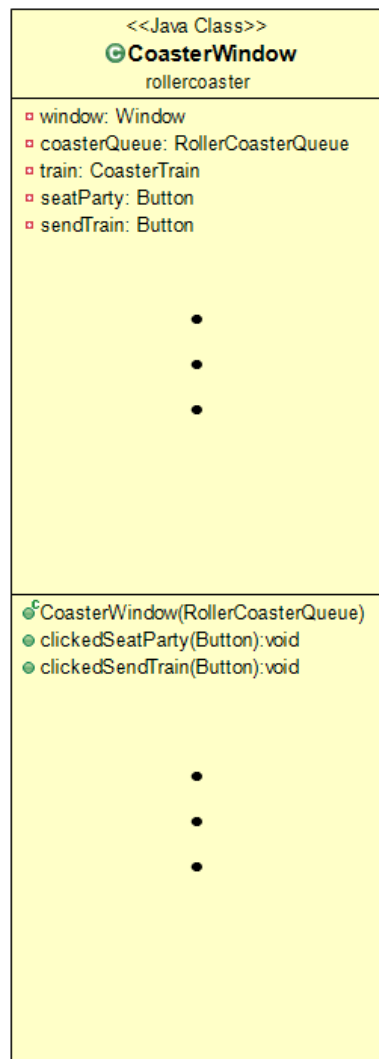 <<Java Class>>
CoasterWindow
rollercoaster
window: Window
coasterQueue: RollerCoasterQueue
train: CoasterTrain
seatParty: Button
sendTrain: Button
CoasterWindow(RollerCoasterQueue)
clickedSeatParty(Button):void
clickedSendTrain(Button):void